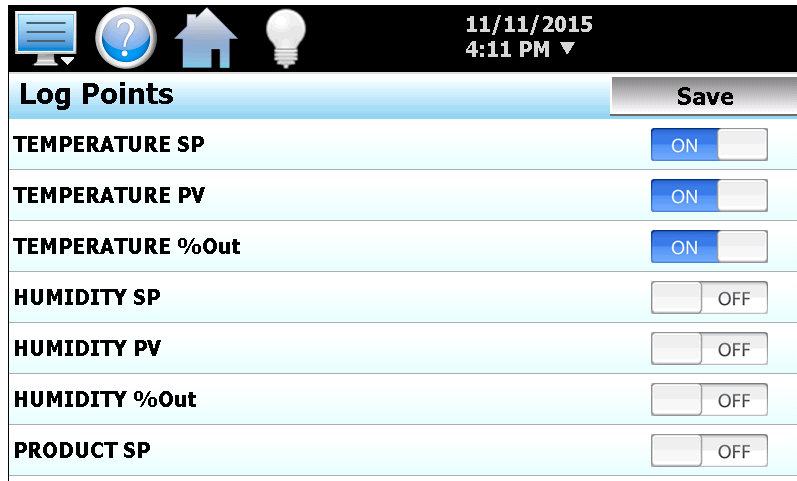 11/11/2015
4:11 PM ▼
Log Points Save
TEMPERATURE SP ON
TEMPERATURE PV ON
TEMPERATURE %Out ON
HUMIDITY SP OFF
HUMIDITY PV OFF
HUMIDITY %Out OFF
PRODUCT SP OFF